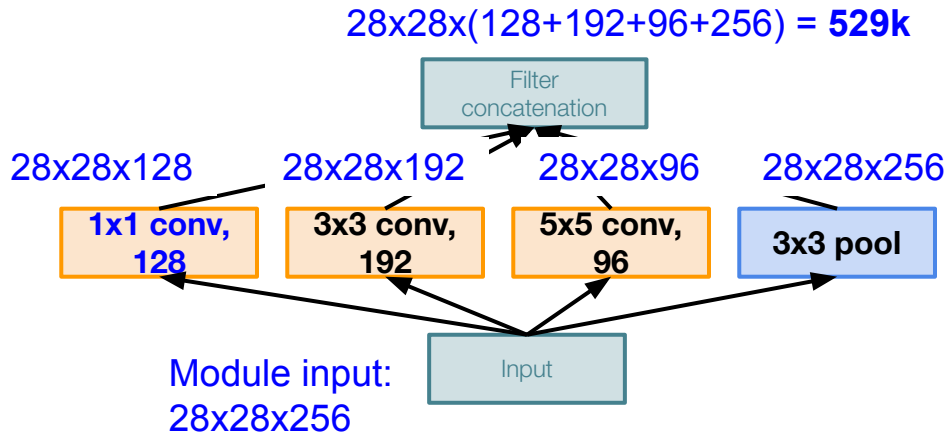 28x28x(128+192+96+256) = 529k
Filter
concatenation
28x28x128
28x28x192
28x28x96
28x28x256
1x1 conv,
128
3x3 conv,
192
5x5 conv,
96
3x3 pool
Input
Module input:
28x28x256